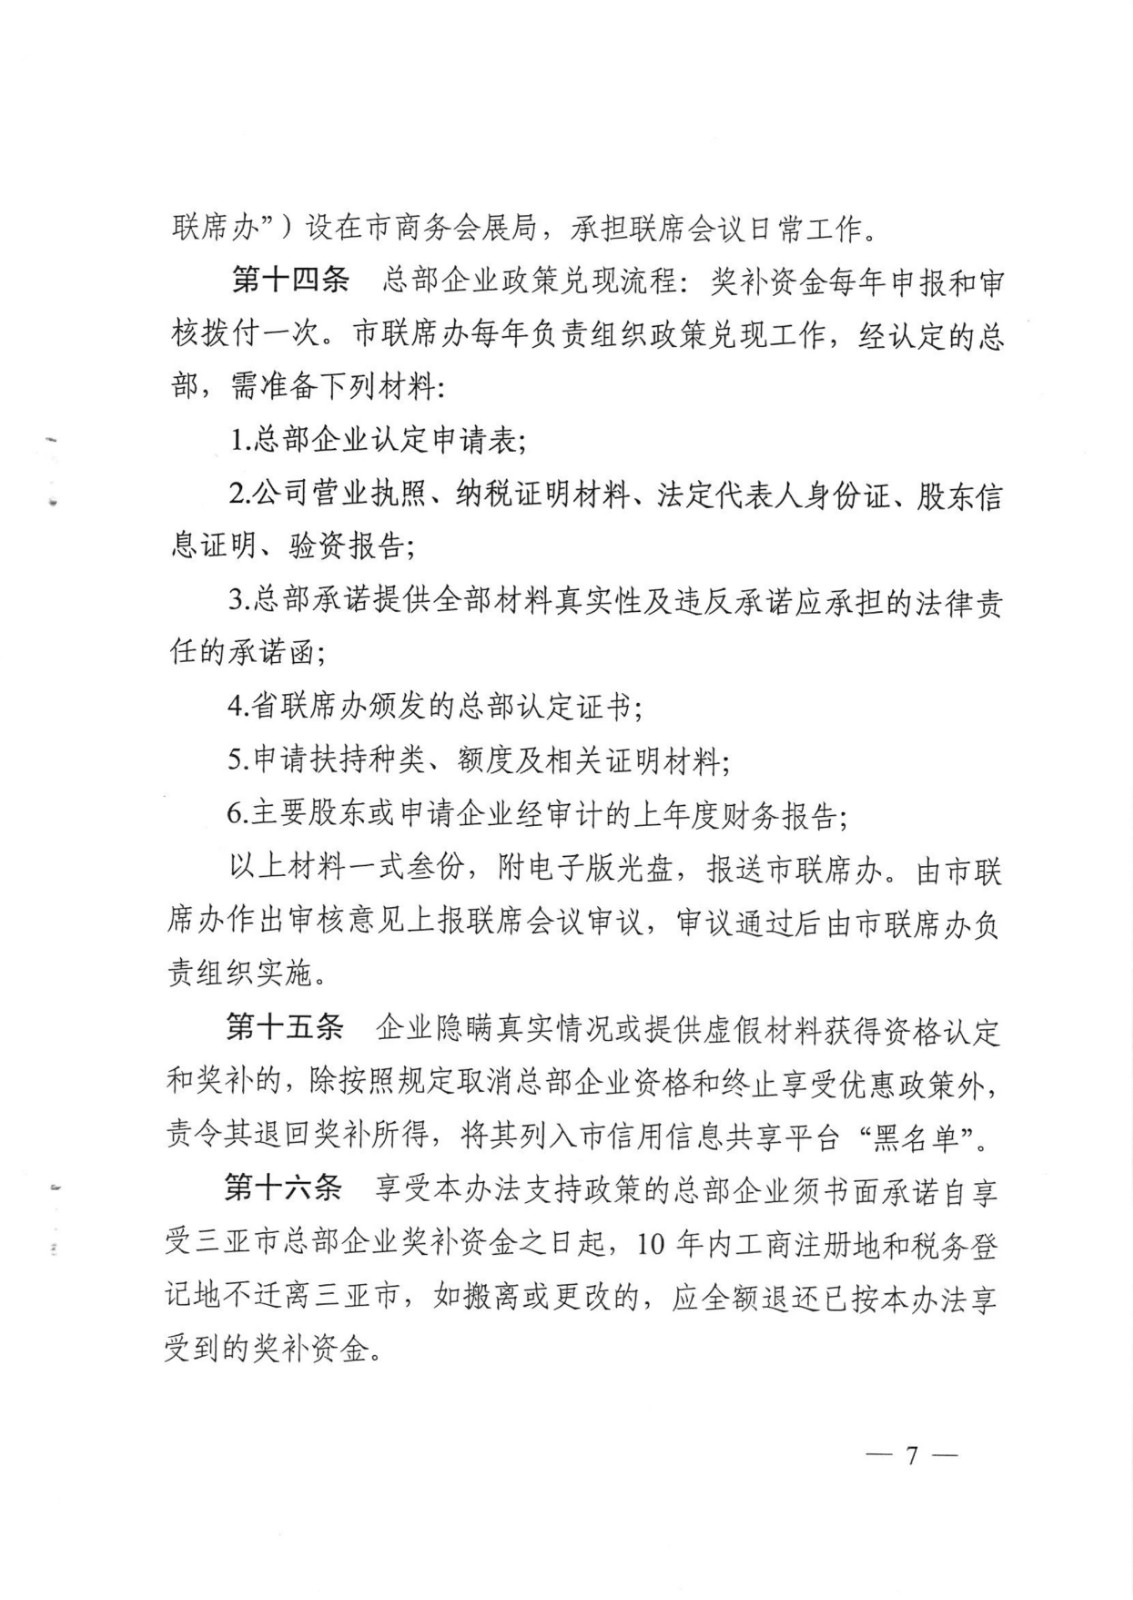 联席办”）设在市商务会展局，承担联席会议日常工作。
第十四条　总部企业政策兑现流程：奖补资金每年申报和审
核拨付一次。市联席办每年负责组织政策兑现工作，经认定的总
部，需准备下列材料：
1.总部企业认定申请表；
2.公司营业执照、纳税证明材料、法定代表人身份证、股东信
息证明、验资报告；
3.总部承诺提供全部材料真实性及违反承诺应承担的法律责
任的承诺函；
4.省联席办颁发的总部认定证书；
5.申请扶持种类、额度及相关证明材料；
6.主要股东或申请企业经审计的上年度财务报告；
以上材料一式叁份，附电子版光盘，报送市联席办。由市联
席办作出审核意见上报联席会议审议，审议通过后由市联席办负
责组织实施。
第十五条　企业隐瞒真实情况或提供虚假材料获得资格认定
和奖补的，除按照规定取消总部企业资格和终止享受优惠政策外，
责令其退回奖补所得，将其列入市信用信息共享平台“黑名单”。
第十六条　享受本办法支持政策的总部企业须书面承诺自享
受三亚市总部企业奖补资金之日起，10 年内工商注册地和税务登
记地不迁离三亚市，如搬离或更改的，应全额退还已按本办法享
受到的奖补资金。
— 7 —